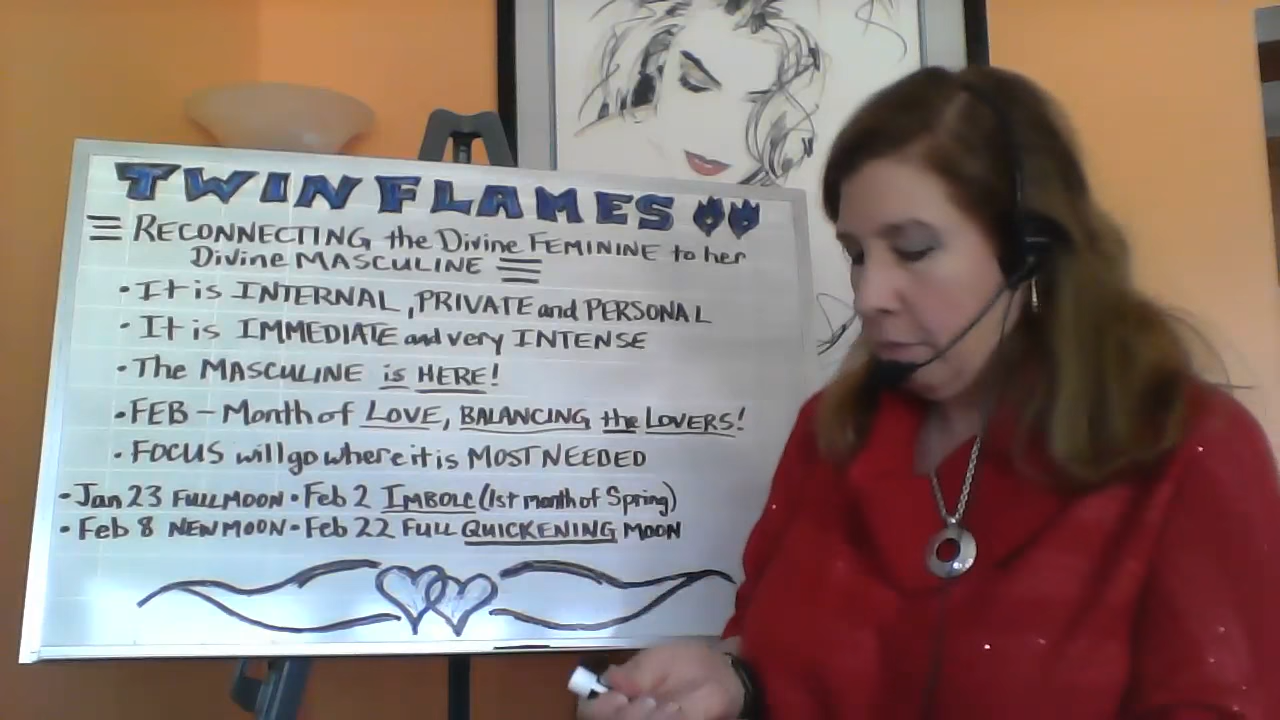 TWIN FLAMES
RECONNECTING the Divine FEMININE to her
Divine MASCULINE
• It is INTERNAL, PRIVATE and PERSONAL
• It is IMMEDIATE and very INTENSE
• The MASCULINE is HERE!
• FEB - Month of LOVE, BALANCING the LOVERS!
• FOCUS will go where it is MOST NEEDED
• Jan 23 FULL MOON • Feb 2 IMBOLC (1st month of Spring)
• Feb 8 NEW MOON • Feb 22 FULL QUICKENING MOON